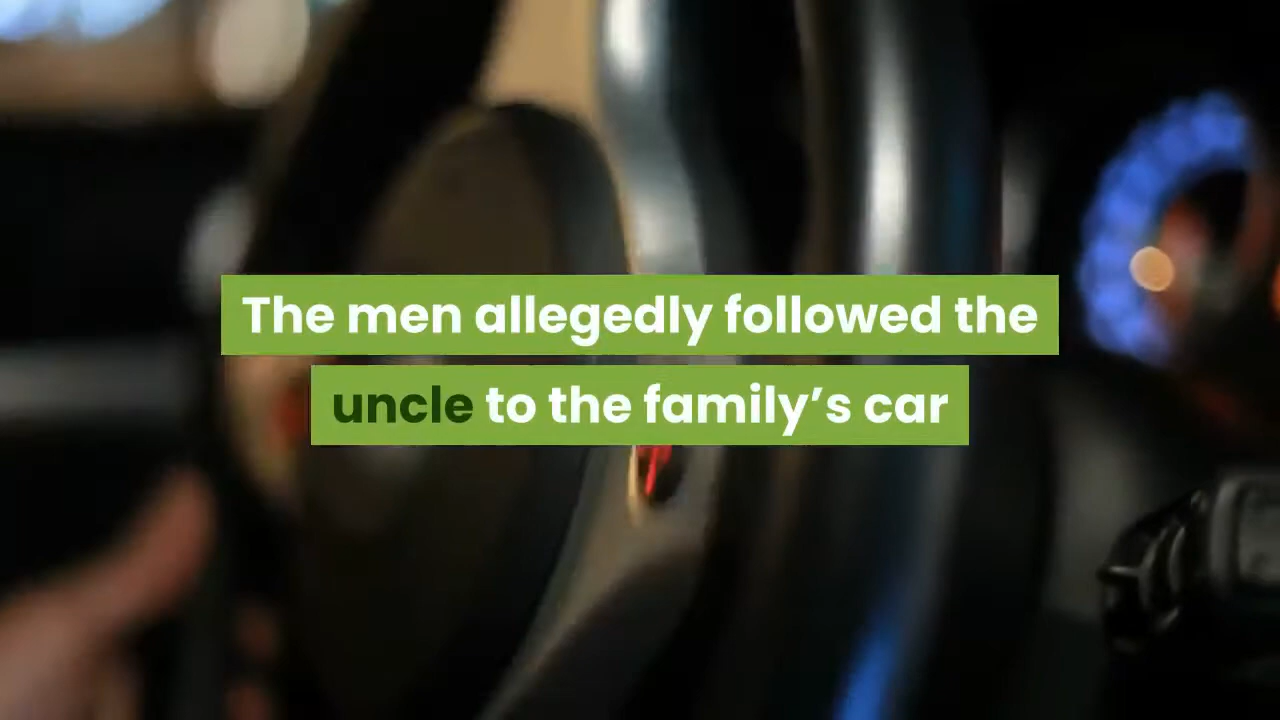 The men allegedly followed the
uncle to the family’s car